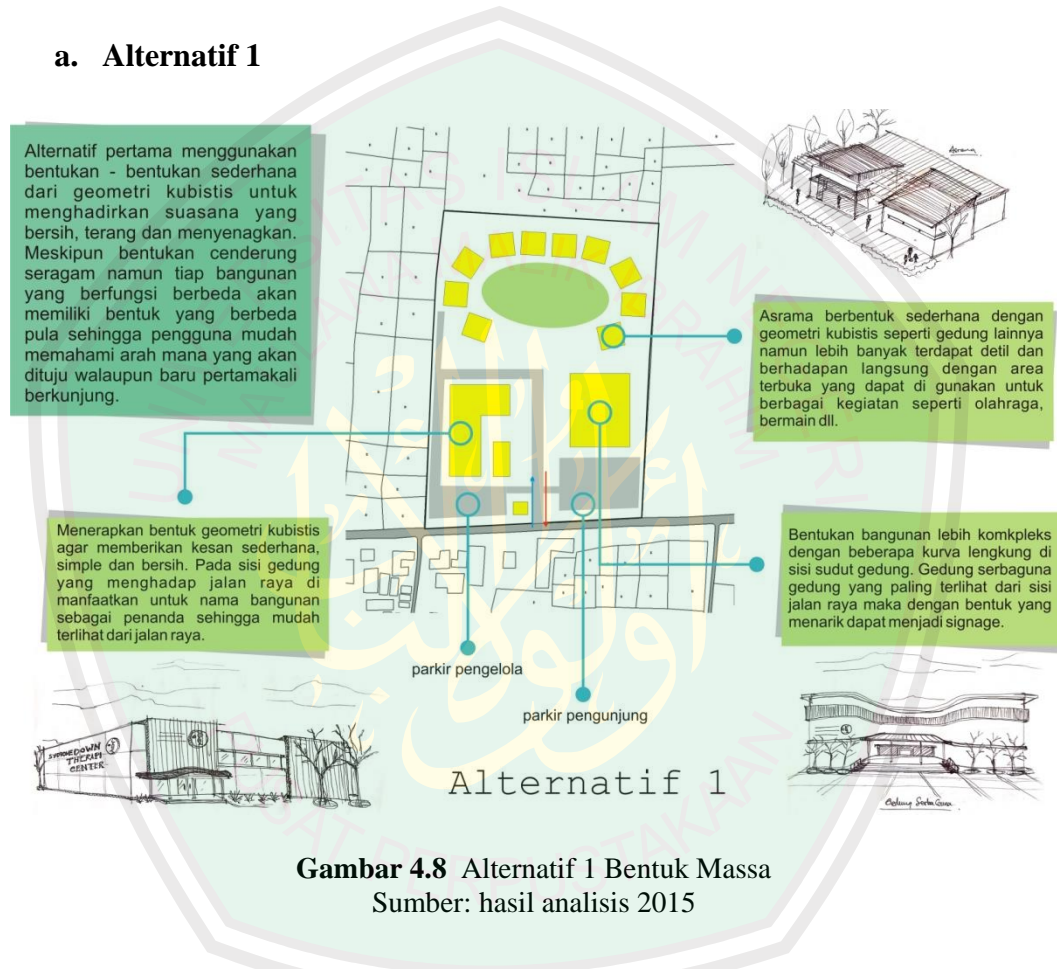 a. Alternatif 1
Alternatif pertama menggunakan
bentukan - bentukan sederhana
dari geometri kubistis untuk
menghadirkan suasana yang
bersih, terang dan menyenagkan.
Meskipun bentukan cenderung
seragam namun tiap bangunan
yang berfungsi berbeda akan
memiliki bentuk yang berbeda
pula sehingga pengguna mudah
memahami arah mana yang akan
dituju walaupun baru pertamakali
berkunjung.
Asrama
Asrama berbentuk sederhana dengan
geometri kubistis seperti gedung lainnya
namun lebih banyak terdapat detil dan
berhadapan langsung dengan area
terbuka yang dapat di gunakan untuk
berbagai kegiatan seperti olahraga,
bermain dll.
Menerapkan bentuk geometri kubistis
agar memberikan kesan sederhana,
simple dan bersih. Pada sisi gedung
yang menghadap jalan raya di
manfaatkan untuk nama bangunan
sebagai penanda sehingga mudah
terlihat dari jalan raya.
Bentukan bangunan lebih komkpleks
dengan beberapa kurva lengkung di
sisi sudut gedung. Gedung serbaguna
gedung yang paling terlihat dari sisi
jalan raya maka dengan bentuk yang
menarik dapat menjadi signage.
parkir pengelola
parkir pengunjung
DOWN
THERAPI
CENTER
Gedung Serba Guna
Alternatif 1
Gambar 4.8 Alternatif 1 Bentuk Massa
Sumber: hasil analisis 2015